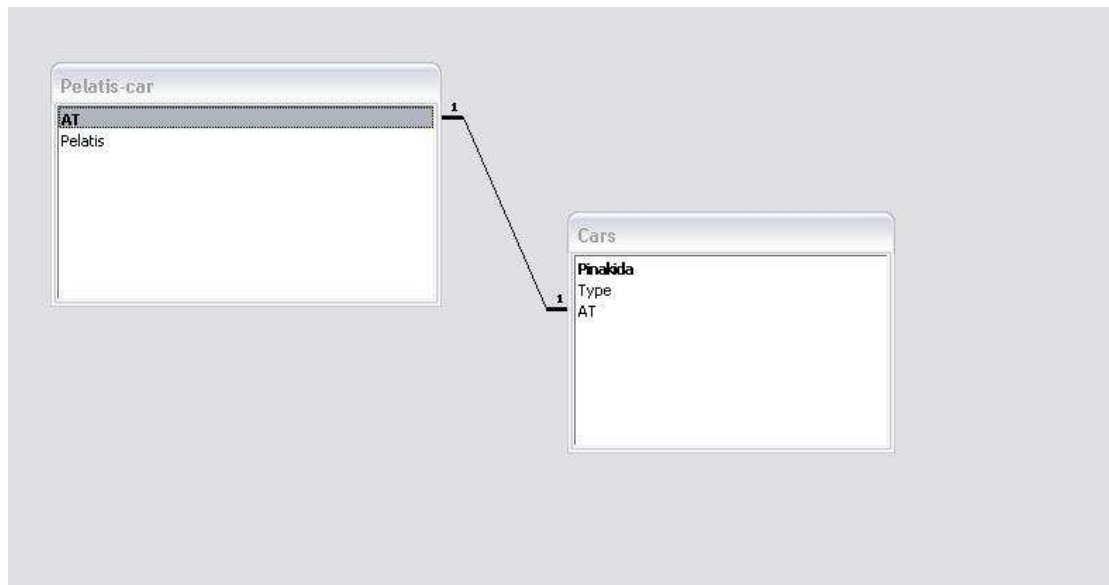 Pelatis-car
AT
Pelatis
1
1
Cars
Pinakida
Type
AT